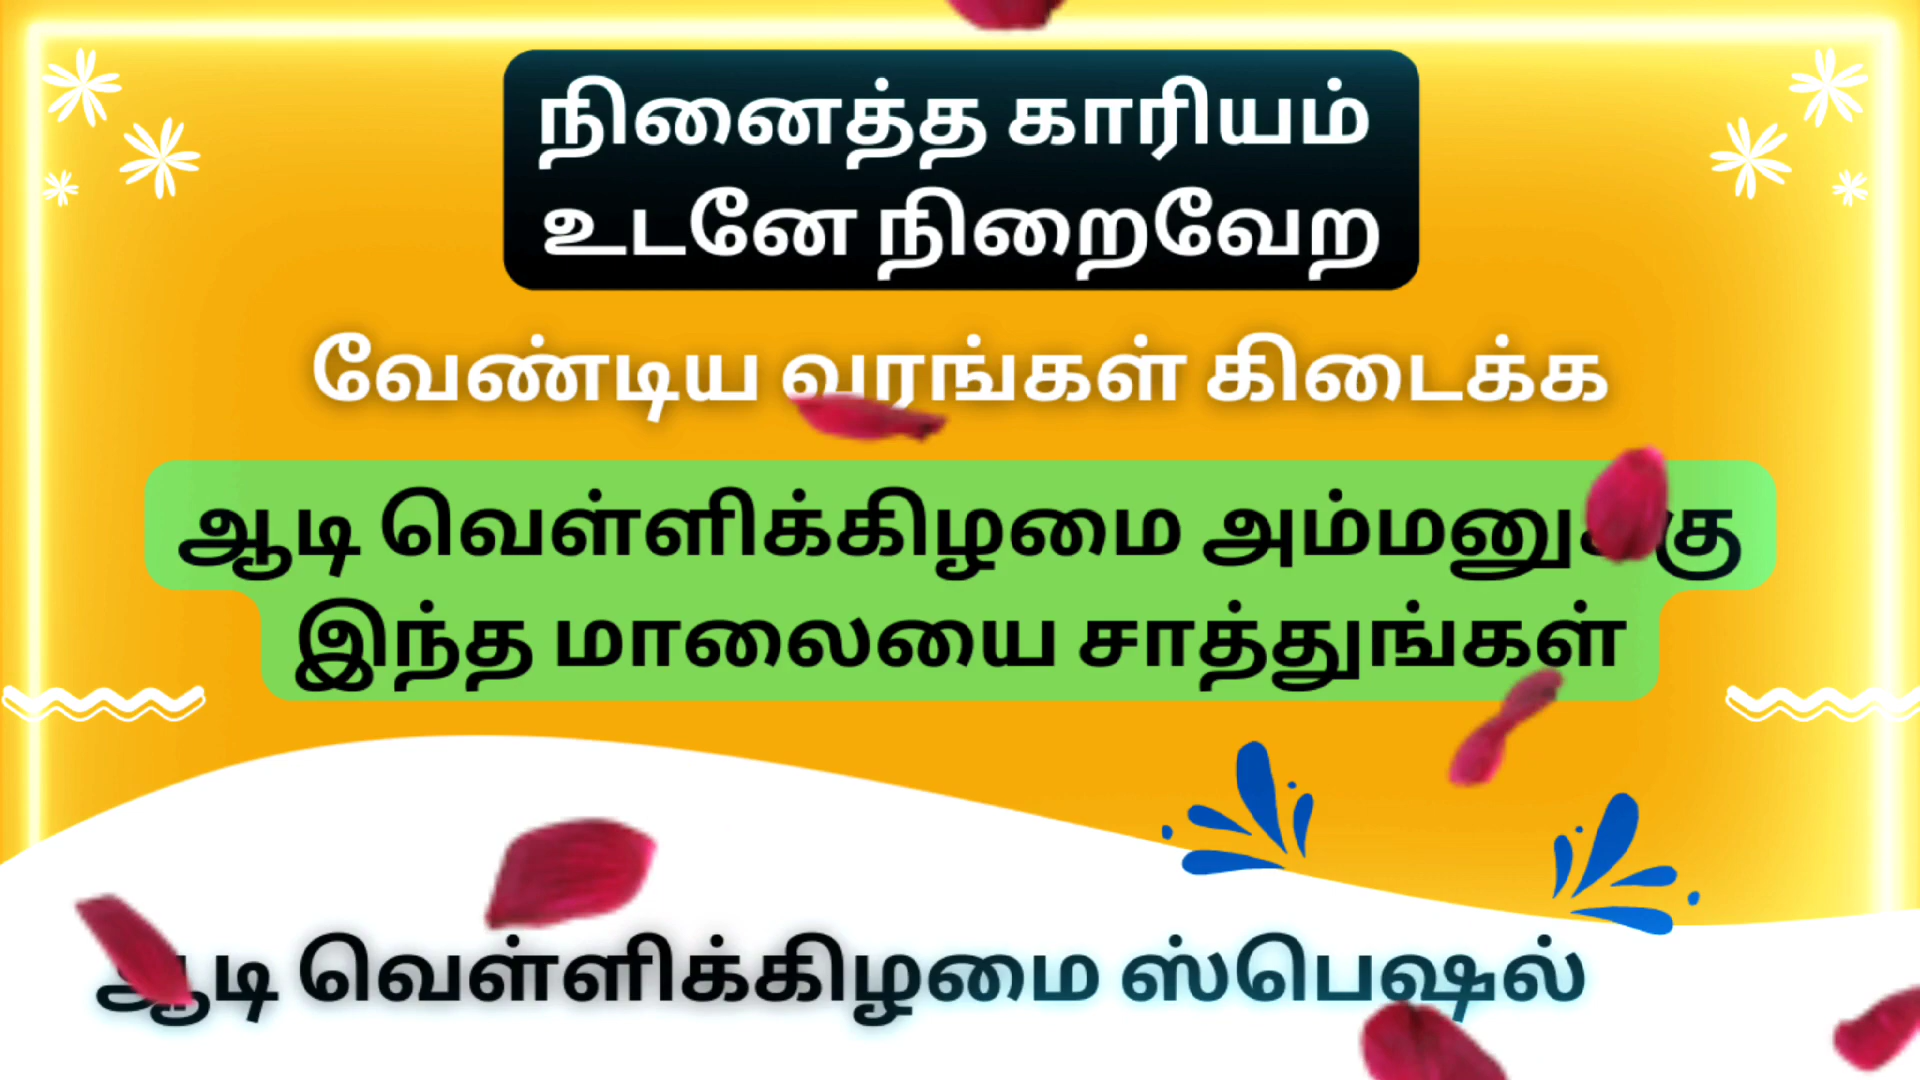 நினைத்த காரியம்
உடனே நிறைவேற
வேண்டிய வரங்கள் கிடைக்க
ஆடி வெள்ளிக்கிழமை அம்மனுக்கு
இந்த மாலையை சாத்துங்கள்
ஆடி வெள்ளிக்கிழமை ஸ்பெஷல்